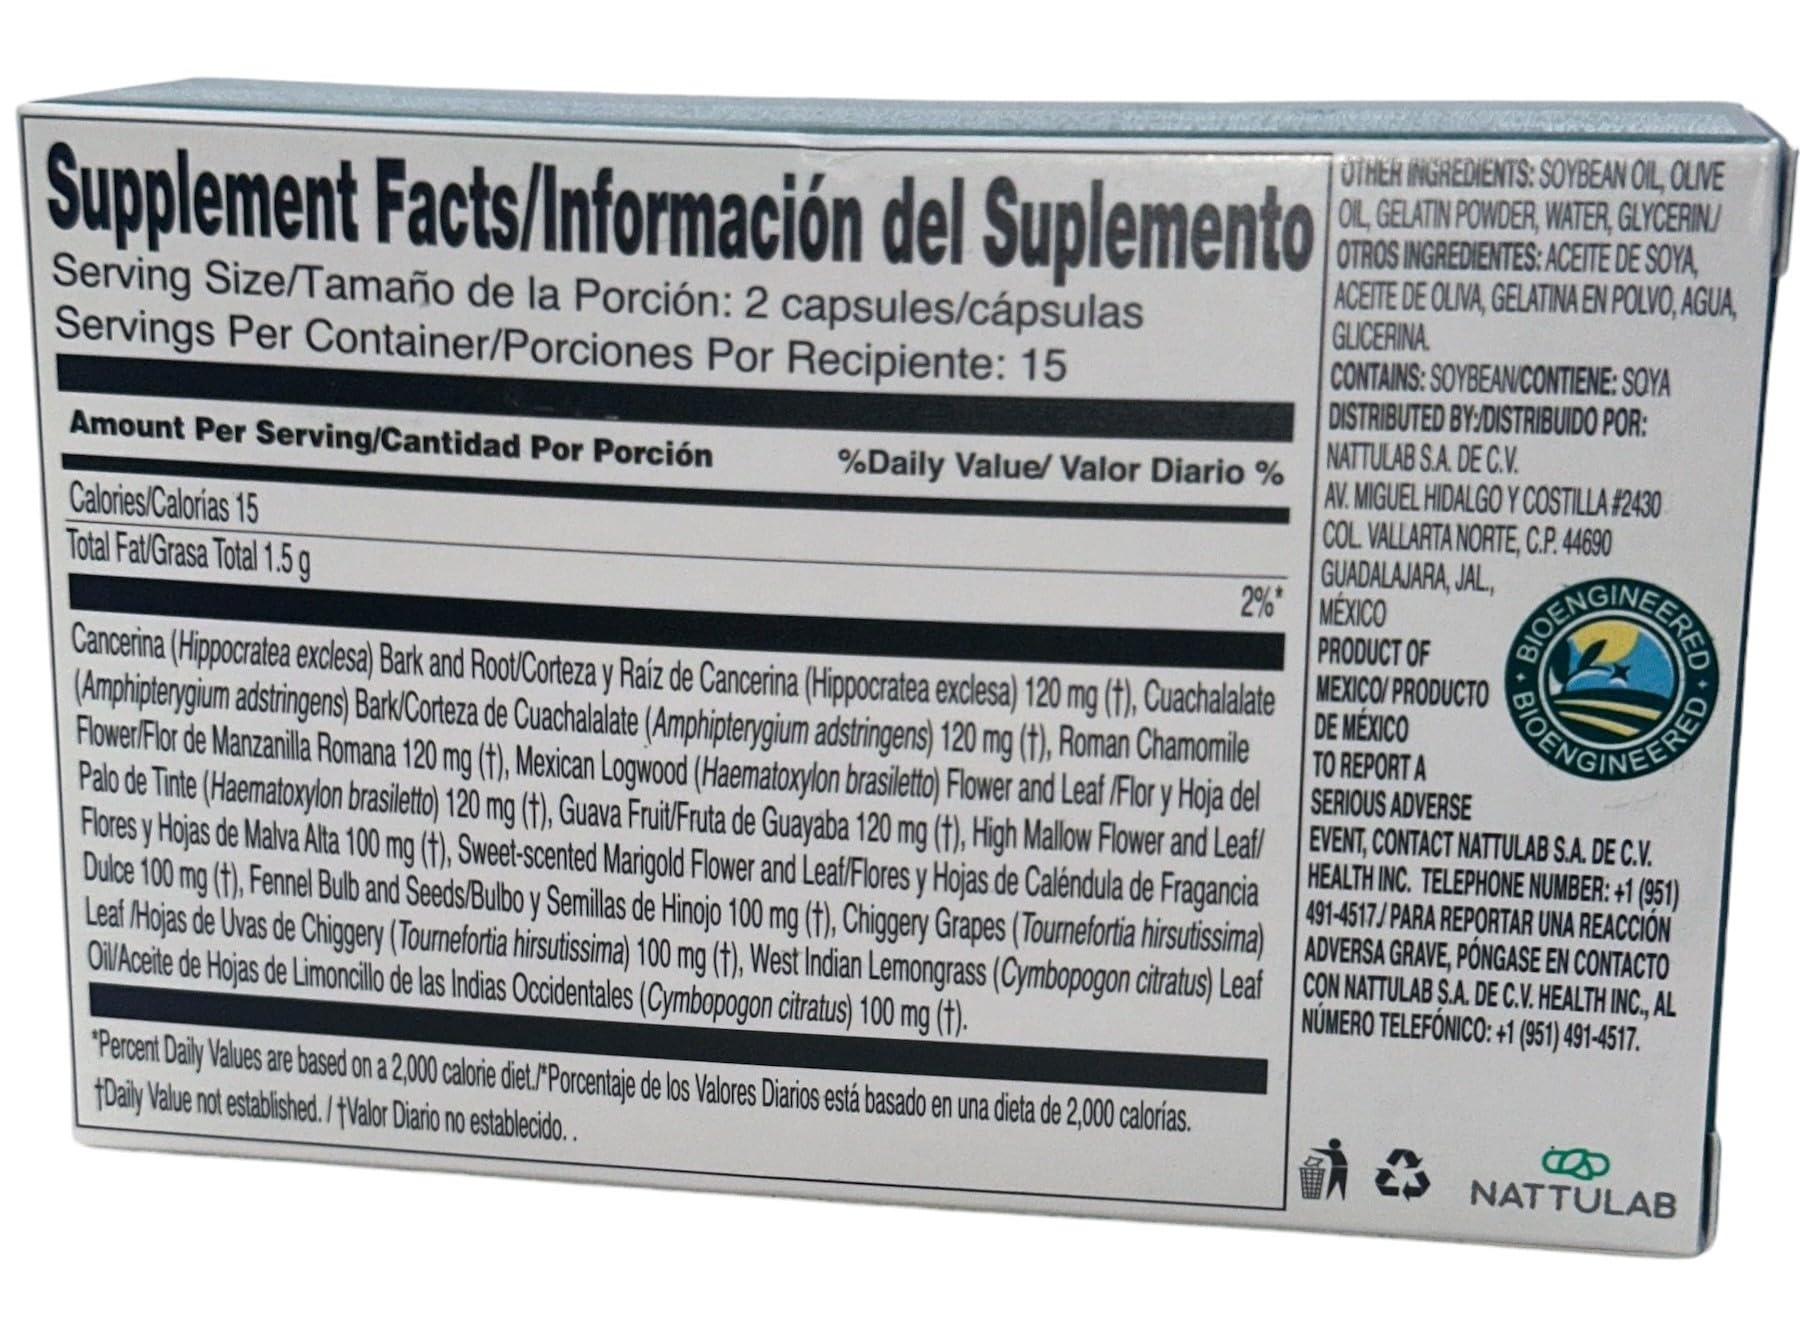 Supplement Facts/Información del Suplemento
Serving Size/Tamaño de la Porción: 2 capsules/cápsulas
Servings Per Container/Porciones Por Recipiente: 15
Amount Per Serving/Cantidad Por Porción %Daily Value/ Valor Diario %
Calories/Calorías 15
Total Fat/Grasa Total 1.5 g 2%*
Cancerina (Hippocratea exclesa) Bark and Root/Corteza y Raíz de Cancerina (Hippocratea exclesa) 120 mg (†), Cuachalalate
(Amphipterygium adstringens) Bark/Corteza de Cuachalalate (Amphipterygium adstringens) 120 mg (†), Roman Chamomile
Flower/Flor de Manzanilla Romana 120 mg (†), Mexican Logwood (Haematoxylon brasiletto) Flower and Leaf /Flor y Hoja del
Palo de Tinte (Haematoxylon brasiletto) 120 mg (†), Guava Fruit/Fruta de Guayaba 120 mg (†), High Mallow Flower and Leaf/
Flores y Hojas de Malva Alta 100 mg (†), Sweet-scented Marigold Flower and Leaf/Flores y Hojas de Caléndula de Fragancia
Dulce 100 mg (†), Fennel Bulb and Seeds/Bulbo y Semillas de Hinojo 100 mg (†), Chiggery Grapes (Tournefortia hirsutissima)
Leaf /Hojas de Uvas de Chiggery (Tournefortia hirsutissima) 100 mg (†), West Indian Lemongrass (Cymbopogon citratus) Leaf
Oil/Aceite de Hojas de Limoncillo de las Indias Occidentales (Cymbopogon citratus) 100 mg (†).
*Percent Daily Values are based on a 2,000 calorie diet./*Porcentaje de los Valores Diarios está basado en una dieta de 2,000 calorías.
†Daily Value not established. / †Valor Diario no establecido. .
OTHER INGREDIENTS: SOYBEAN OIL, OLIVE
OIL, GELATIN POWDER, WATER, GLYCERIN./
OTROS INGREDIENTES: ACEITE DE SOYA,
ACEITE DE OLIVA, GELATINA EN POLVO, AGUA,
GLICERINA.
CONTAINS: SOYBEAN/CONTIENE: SOYA
DISTRIBUTED BY:/DISTRIBUIDO POR:
NATTULAB S.A. DE C.V.
AV. MIGUEL HIDALGO Y COSTILLA #2430
COL. VALLARTA NORTE, C.P. 44690
GUADALAJARA, JAL.,
MÉXICO
PRODUCT OF
MEXICO/ PRODUCTO
DE MÉXICO
TO REPORT A
SERIOUS ADVERSE
EVENT, CONTACT NATTULAB S.A. DE C.V.
HEALTH INC. TELEPHONE NUMBER: +1 (951)
491-4517./ PARA REPORTAR UNA REACCIÓN
ADVERSA GRAVE, PÓNGASE EN CONTACTO
CON NATTULAB S.A. DE C.V. HEALTH INC., AL
NÚMERO TELEFÓNICO: +1 (951) 491-4517.
BIOENGINEERED
BIOENGINEERED
NATTULAB